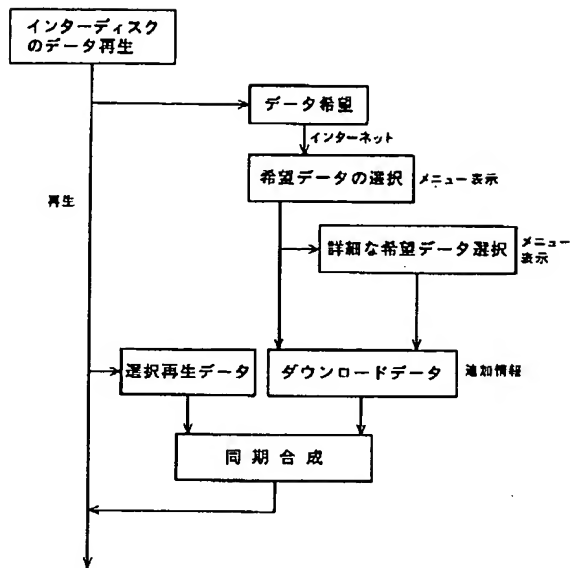 インターディスク
のデータ再生
データ希望
インターネット
希望データの選択
メニュー表示
再生
詳細な希望データ選択
メニュー
表示
選択再生データ
ダウンロードデータ
追加情報
同期合成